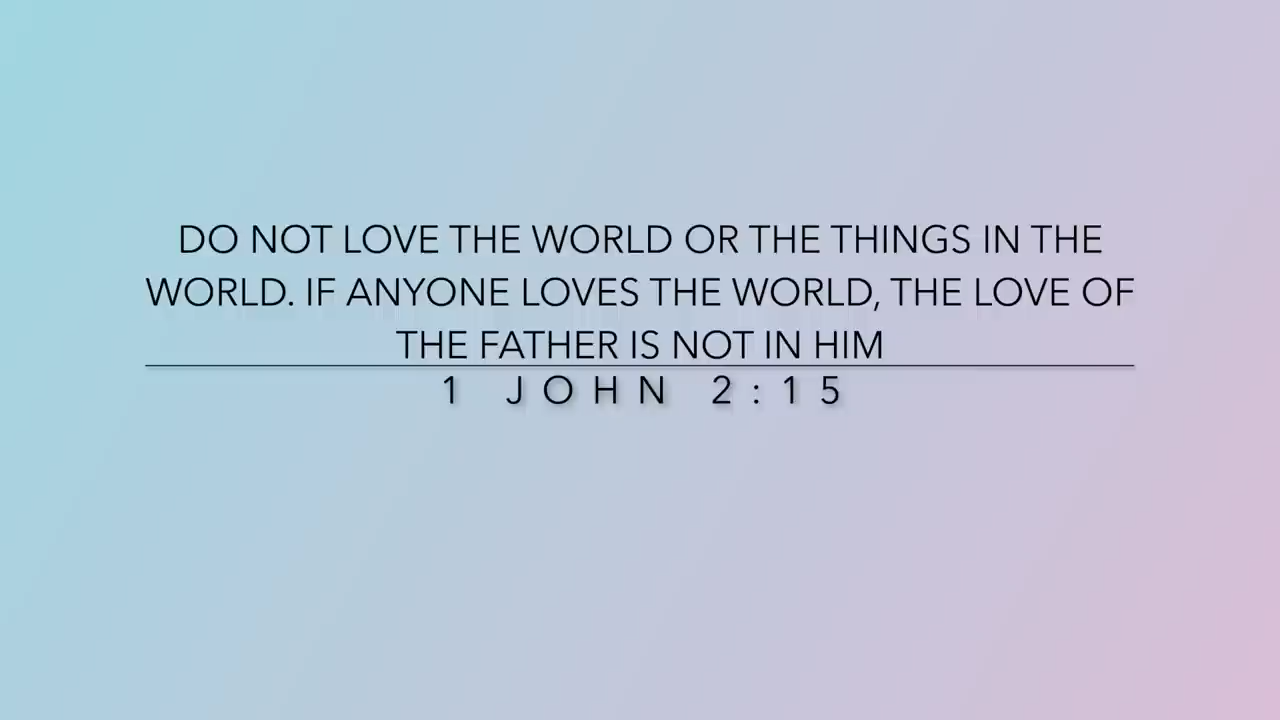 DO NOT LOVE THE WORLD OR THE THINGS IN THE
WORLD. IF ANYONE LOVES THE WORLD, THE LOVE OF
THE FATHER IS NOT IN HIM
1 JOHN 2:15